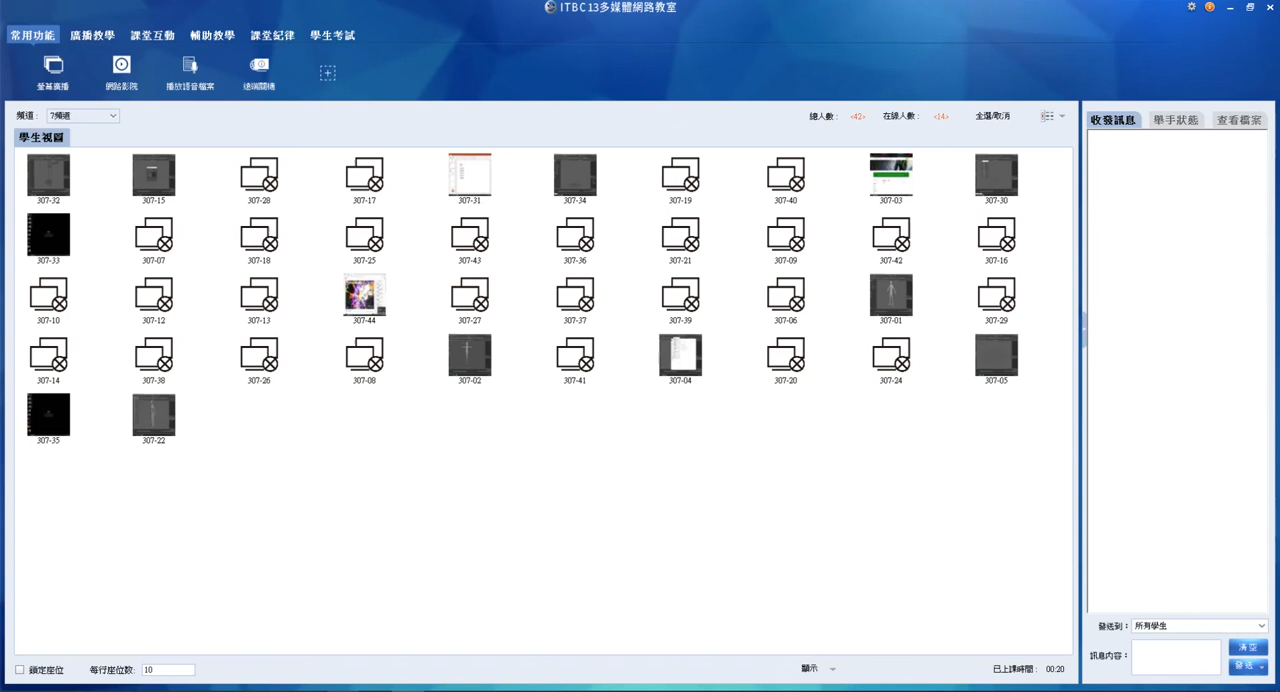 ITBC13多媒體網路教室
常用功能 廣播教學 課堂互動 輔助教學 課堂紀律 學生考試
螢幕廣播 網路影院 播放語音檔案 遠端關機
頻道： 7頻道 總人數： <42> 在線人數： <14> 全選/取消
收發訊息 舉手狀態 查看檔案
學生視圖
307-32 307-15 307-28 307-17 307-31 307-34 307-19 307-40 307-03 307-30
307-33 307-07 307-18 307-25 307-43 307-36 307-21 307-09 307-42 307-16
307-10 307-12 307-13 307-44 307-27 307-37 307-39 307-06 307-01 307-29
307-14 307-38 307-26 307-08 307-02 307-41 307-04 307-20 307-24 307-05
307-35 307-22
發送到： 所有學生
訊息内容： 清空
發送
鎖定座位 每行座位数: 10 顯示 已上課時間： 00:20